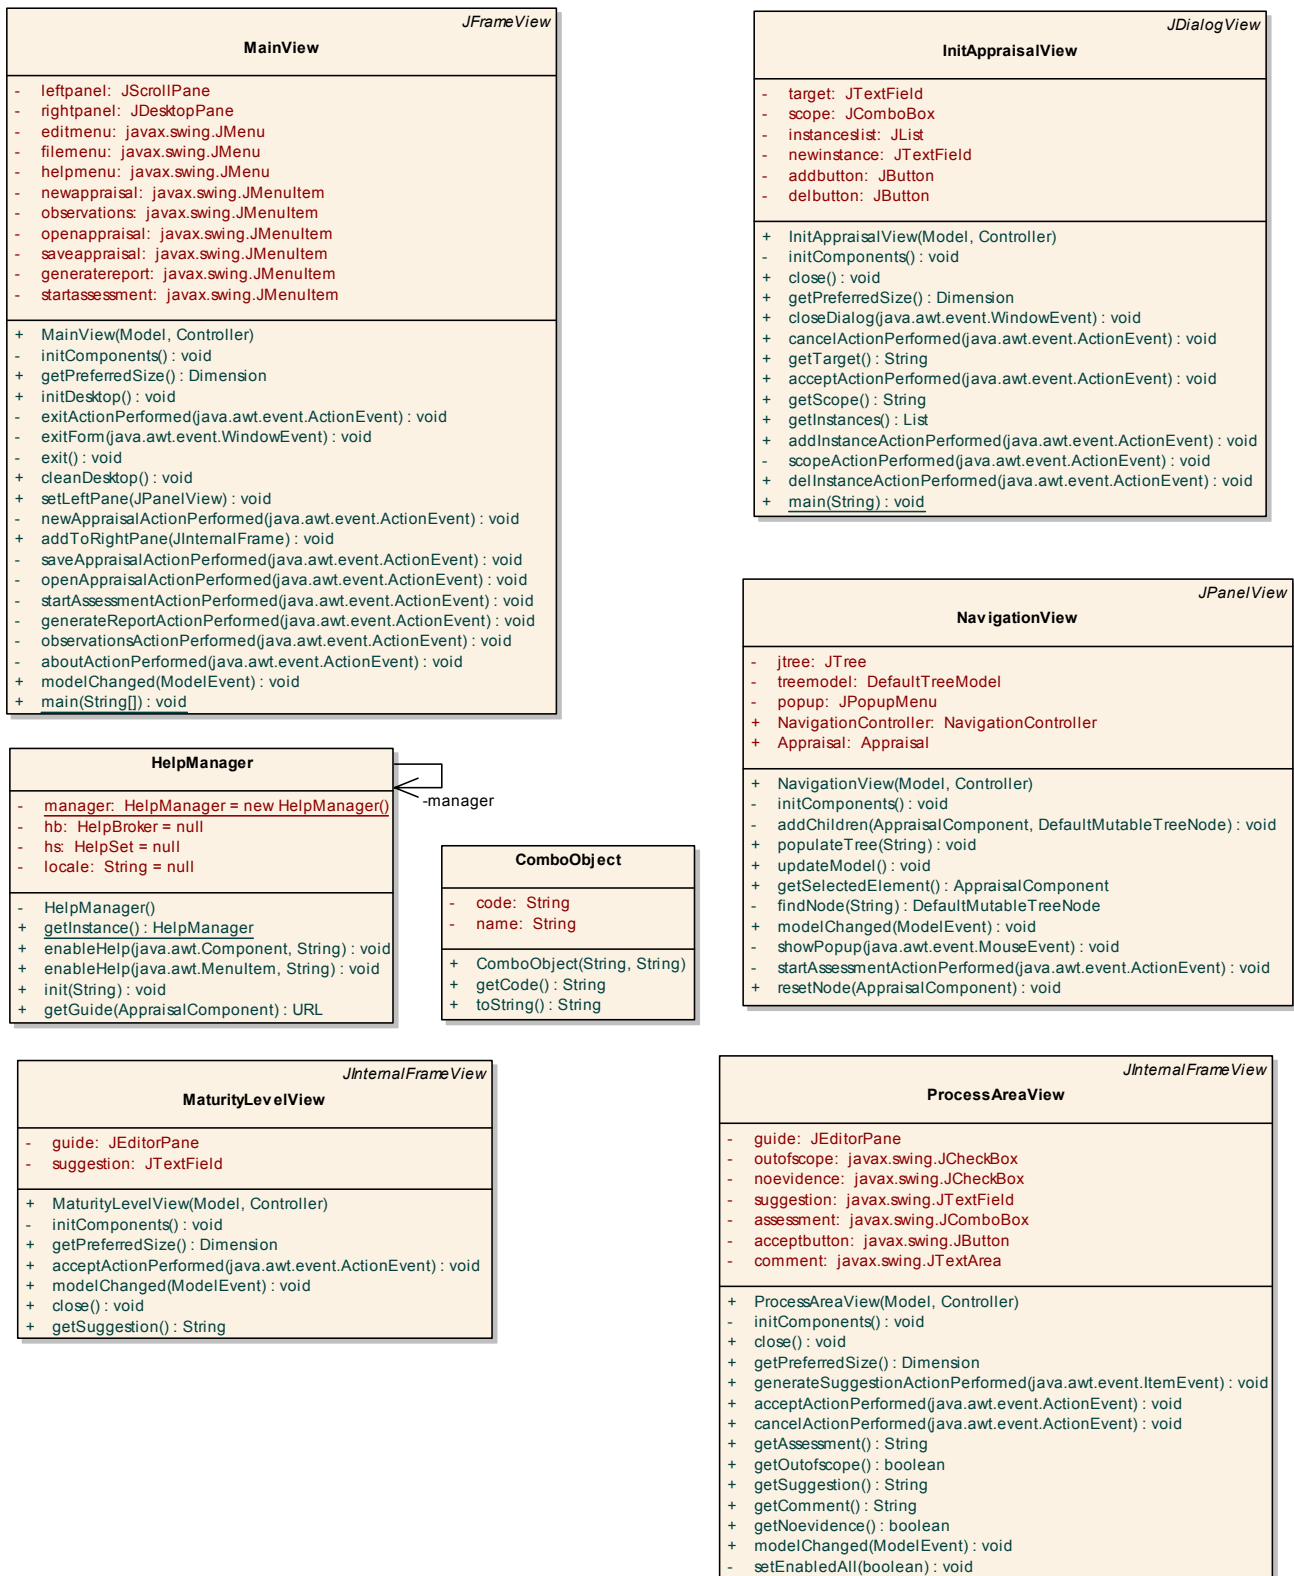 JFrameView
MainView
- leftpanel: JScrollPane
- rightpanel: JDesktopPane
- editmenu: javax.swing.JMenu
- filemenu: javax.swing.JMenu
- helpmenu: javax.swing.JMenu
- newappraisal: javax.swing.JMenuItem
- observations: javax.swing.JMenuItem
- openappraisal: javax.swing.JMenuItem
- saveappraisal: javax.swing.JMenuItem
- generatereport: javax.swing.JMenuItem
- startassessment: javax.swing.JMenuItem
+ MainView(Model, Controller)
- initComponents() : void
+ getPreferredSize() : Dimension
+ initDesktop() : void
- exitActionPerformed(java.awt.event.ActionEvent) : void
- exitForm(java.awt.event.WindowEvent) : void
- exit() : void
+ cleanDesktop() : void
+ setLeftPane(JPanelView) : void
- newAppraisalActionPerformed(java.awt.event.ActionEvent) : void
+ addToRightPane(JInternalFrame) : void
- saveAppraisalActionPerformed(java.awt.event.ActionEvent) : void
- openAppraisalActionPerformed(java.awt.event.ActionEvent) : void
- startAssessmentActionPerformed(java.awt.event.ActionEvent) : void
- generateReportActionPerformed(java.awt.event.ActionEvent) : void
- observationsActionPerformed(java.awt.event.ActionEvent) : void
- aboutActionPerformed(java.awt.event.ActionEvent) : void
+ modelChanged(ModelEvent) : void
+ main(String[]) : void
JDialogView
InitAppraisalView
- target: JTextField
- scope: JComboBox
- instanceslist: JList
- newinstance: JTextField
- addbutton: JButton
- delbutton: JButton
+ InitAppraisalView(Model, Controller)
- initComponents() : void
+ close() : void
+ getPreferredSize() : Dimension
+ closeDialog(java.awt.event.WindowEvent) : void
+ cancelActionPerformed(java.awt.event.ActionEvent) : void
+ getTarget() : String
+ acceptActionPerformed(java.awt.event.ActionEvent) : void
+ getScope() : String
+ getInstances() : List
+ addInstanceActionPerformed(java.awt.event.ActionEvent) : void
- scopeActionPerformed(java.awt.event.ActionEvent) : void
+ delInstanceActionPerformed(java.awt.event.ActionEvent) : void
+ main(String) : void
JPanelView
NavigationView
- jtree: JTree
- treemodel: DefaultTreeModel
- popup: JPopupMenu
+ NavigationController: NavigationController
+ Appraisal: Appraisal
+ NavigationView(Model, Controller)
- initComponents() : void
- addChildren(AppraisalComponent, DefaultMutableTreeNode) : void
+ populateTree(String) : void
+ updateModel() : void
+ getSelectedElement() : AppraisalComponent
- findNode(String) : DefaultMutableTreeNode
+ modelChanged(ModelEvent) : void
- showPopup(java.awt.event.MouseEvent) : void
- startAssessmentActionPerformed(java.awt.event.ActionEvent) : void
+ resetNode(AppraisalComponent) : void
HelpManager
- manager: HelpManager = new HelpManager()
- hb: HelpBroker = null
- hs: HelpSet = null
- locale: String = null
- HelpManager()
+ getInstance() : HelpManager
+ enableHelp(java.awt.Component, String) : void
+ enableHelp(java.awt.MenuItem, String) : void
+ init(String) : void
+ getGuide(AppraisalComponent) : URL
-manager
ComboObject
- code: String
- name: String
+ ComboObject(String, String)
+ getCode() : String
+ toString() : String
JInternalFrameView
MaturityLevelView
- guide: JEditorPane
- suggestion: JTextField
+ MaturityLevelView(Model, Controller)
- initComponents() : void
+ getPreferredSize() : Dimension
+ acceptActionPerformed(java.awt.event.ActionEvent) : void
+ modelChanged(ModelEvent) : void
+ close() : void
+ getSuggestion() : String
JInternalFrameView
ProcessAreaView
- guide: JEditorPane
- outofscope: javax.swing.JCheckBox
- noevidence: javax.swing.JCheckBox
- suggestion: javax.swing.JTextField
- assessment: javax.swing.JComboBox
- acceptbutton: javax.swing.JButton
- comment: javax.swing.JTextArea
+ ProcessAreaView(Model, Controller)
- initComponents() : void
+ close() : void
+ getPreferredSize() : Dimension
+ generateSuggestionActionPerformed(java.awt.event.ItemEvent) : void
+ acceptActionPerformed(java.awt.event.ActionEvent) : void
+ cancelActionPerformed(java.awt.event.ActionEvent) : void
+ getAssessment() : String
+ getOutofscope() : boolean
+ getSuggestion() : String
+ getComment() : String
+ getNoevidence() : boolean
+ modelChanged(ModelEvent) : void
- setEnabledAll(boolean) : void